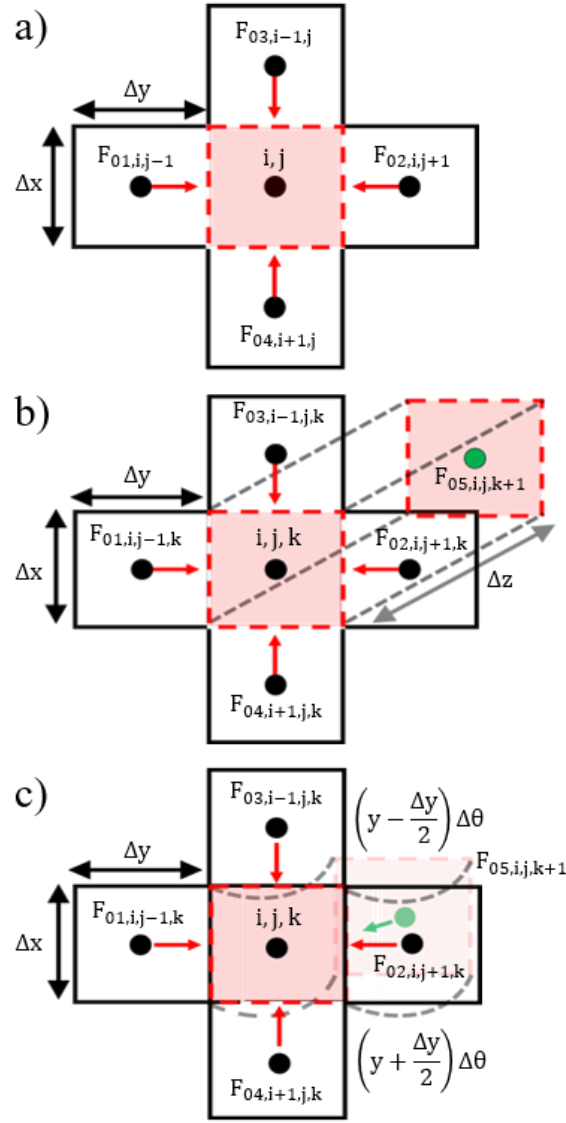 a)
F03,i−1,j
Δy
F01,i,j−1
i, j
F02,i,j+1
Δx
F04,i+1,j
b)
F03,i−1,j,k
F05,i,j,k+1
Δy
F01,i,j−1,k
i, j, k
F02,i,j+1,k
Δx
Δz
F04,i+1,j,k
c)
F03,i−1,j,k
(y − Δy/2) Δθ
Δy
F05,i,j,k+1
F01,i,j−1,k
i, j, k
Δx
F02,i,j+1,k
(y + Δy/2) Δθ
F04,i+1,j,k